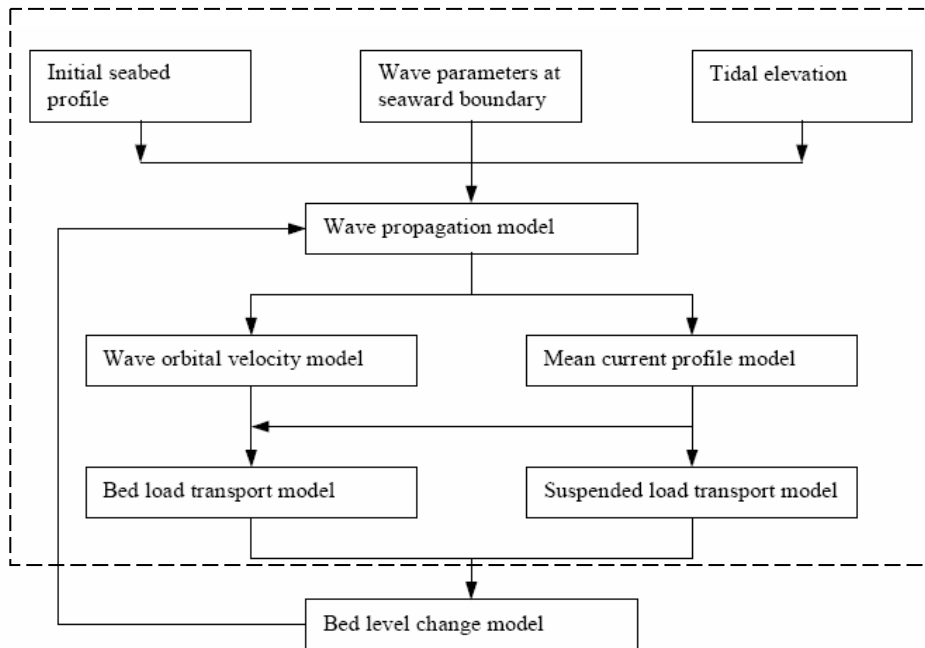 Initial seabed
profile
Wave parameters at
seaward boundary
Tidal elevation
Wave propagation model
Wave orbital velocity model
Mean current profile model
Bed load transport model
Suspended load transport model
Bed level change model